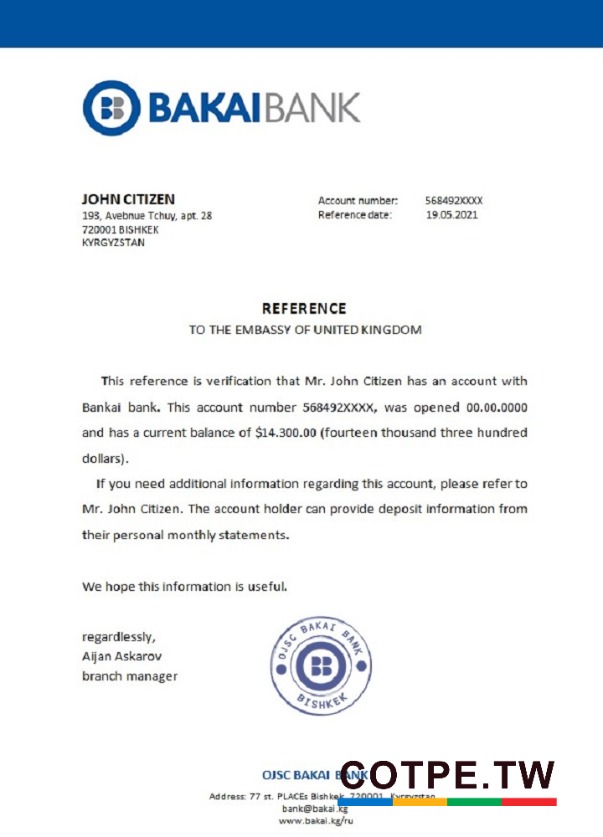 BAKAIBANK
JOHN CITIZEN
193, Avebnue Tchuy, apt. 28
720001 BISHKEK
KYRGYZSTAN
Account number: 568492XXXX
Reference date: 19.05.2021
REFERENCE
TO THE EMBASSY OF UNITED KINGDOM
This reference is verification that Mr. John Citizen has an account with
Bankai bank. This account number 568492XXXX, was opened 00.00.0000
and has a current balance of $14.300.00 (fourteen thousand three hundred
dollars).
If you need additional information regarding this account, please refer to
Mr. John Citizen. The account holder can provide deposit information from
their personal monthly statements.
We hope this information is useful.
regardlessly,
Aijan Askarov
branch manager
OJSC BAKAI BANK
BISHKEK
OJSC BAKAI BANK
COTPE.TW
Address: 77 st. PLACEs Bishkek, 720001, Kyrgyzstan
bank@bakai.kg
www.bakai.kg/ru